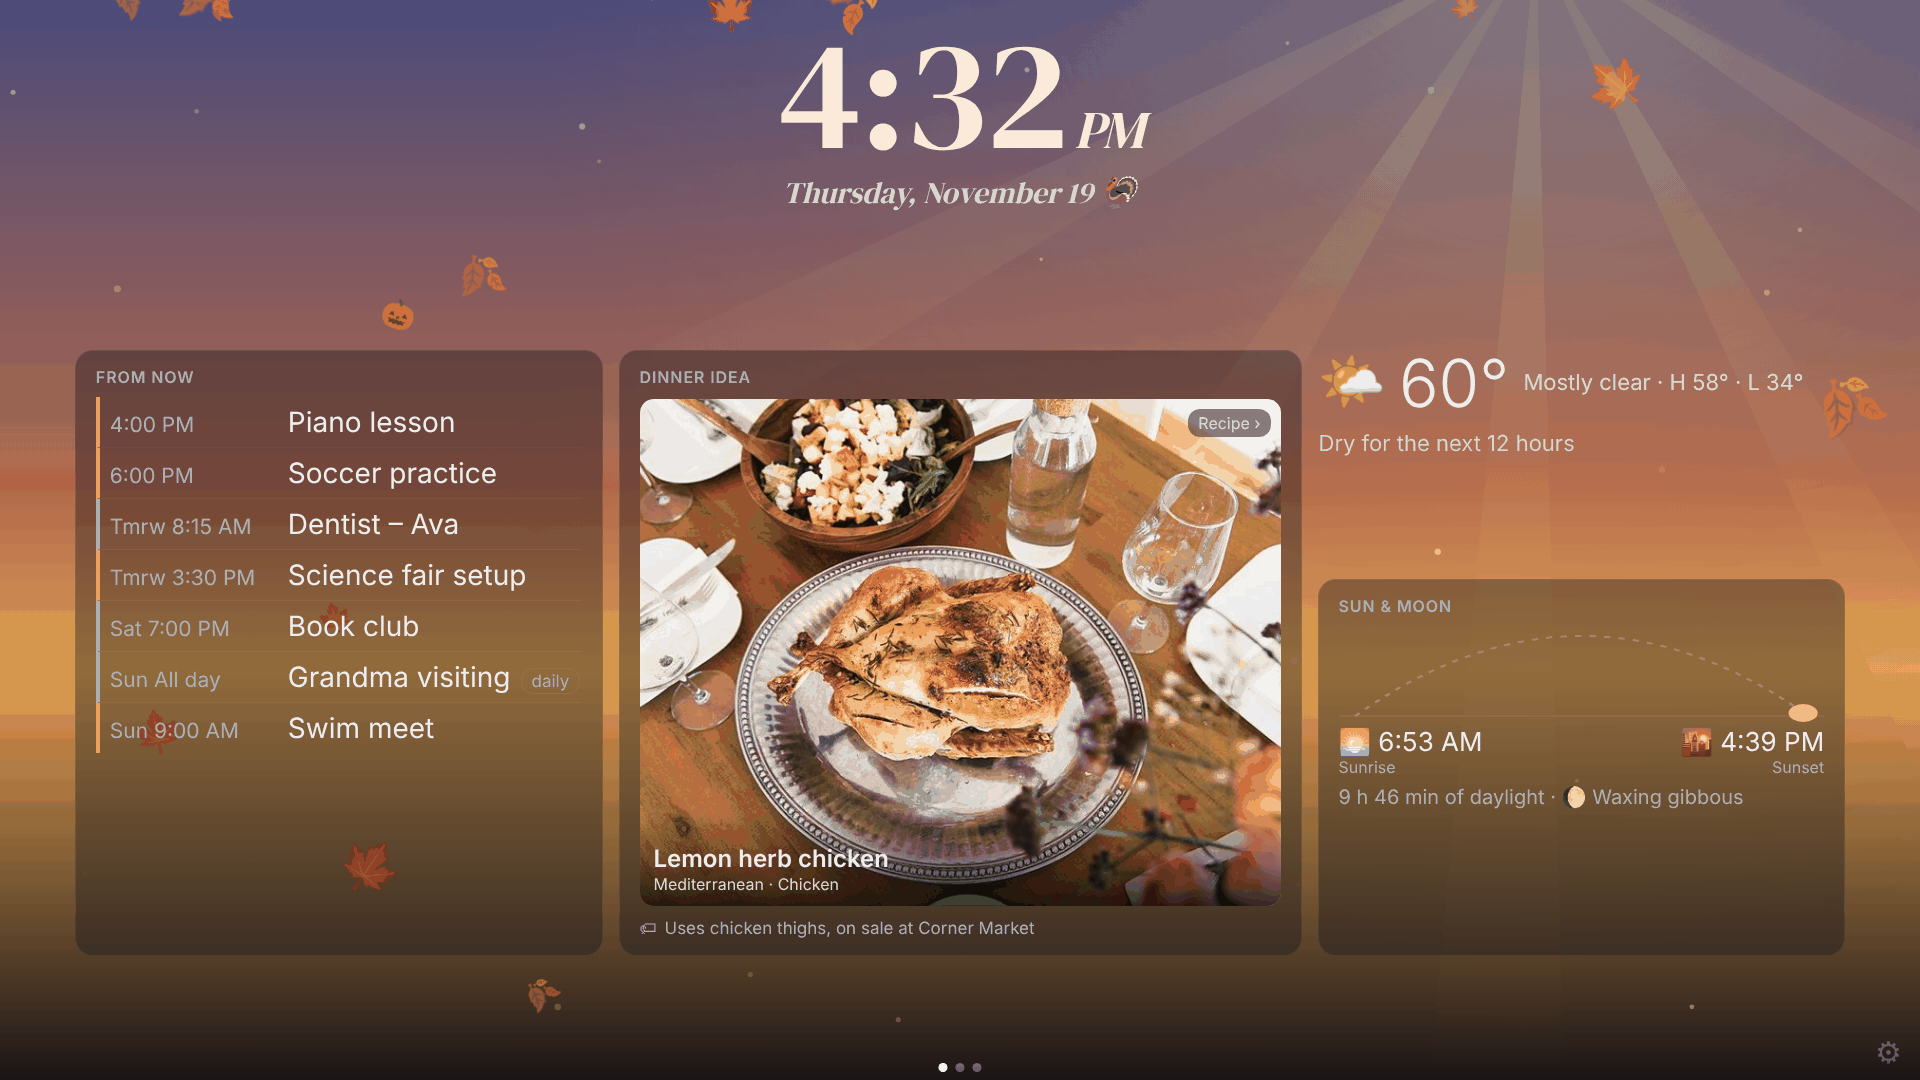 4:32 PM
Thursday, November 19
FROM NOW
4:00 PM Piano lesson
6:00 PM Soccer practice
Tmrw 8:15 AM Dentist – Ava
Tmrw 3:30 PM Science fair setup
Sat 7:00 PM Book club
Sun All day Grandma visiting daily
Sun 9:00 AM Swim meet
DINNER IDEA
Recipe ›
Lemon herb chicken
Mediterranean · Chicken
Uses chicken thighs, on sale at Corner Market
60° Mostly clear · H 58° · L 34°
Dry for the next 12 hours
SUN & MOON
6:53 AM 4:39 PM
Sunrise Sunset
9 h 46 min of daylight · Waxing gibbous